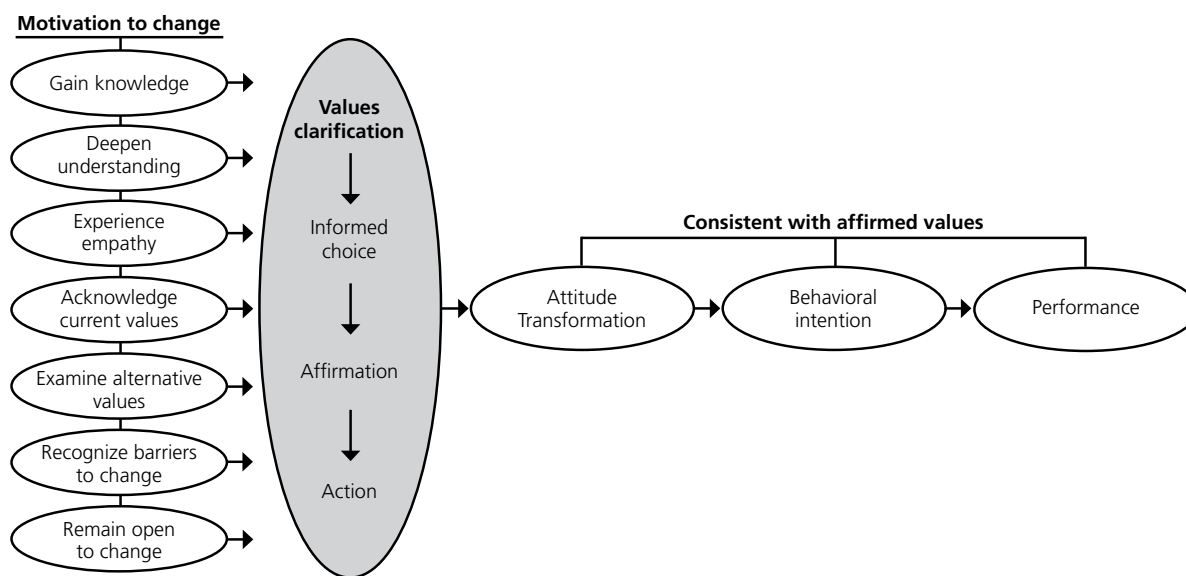 Motivation to change
Gain knowledge
Deepen
understanding
Experience
empathy
Acknowledge
current values
Examine alternative
values
Recognize barriers
to change
Remain open
to change
Values
clarification
Informed
choice
Affirmation
Action
Consistent with affirmed values
Attitude
Transformation
Behavioral
intention
Performance